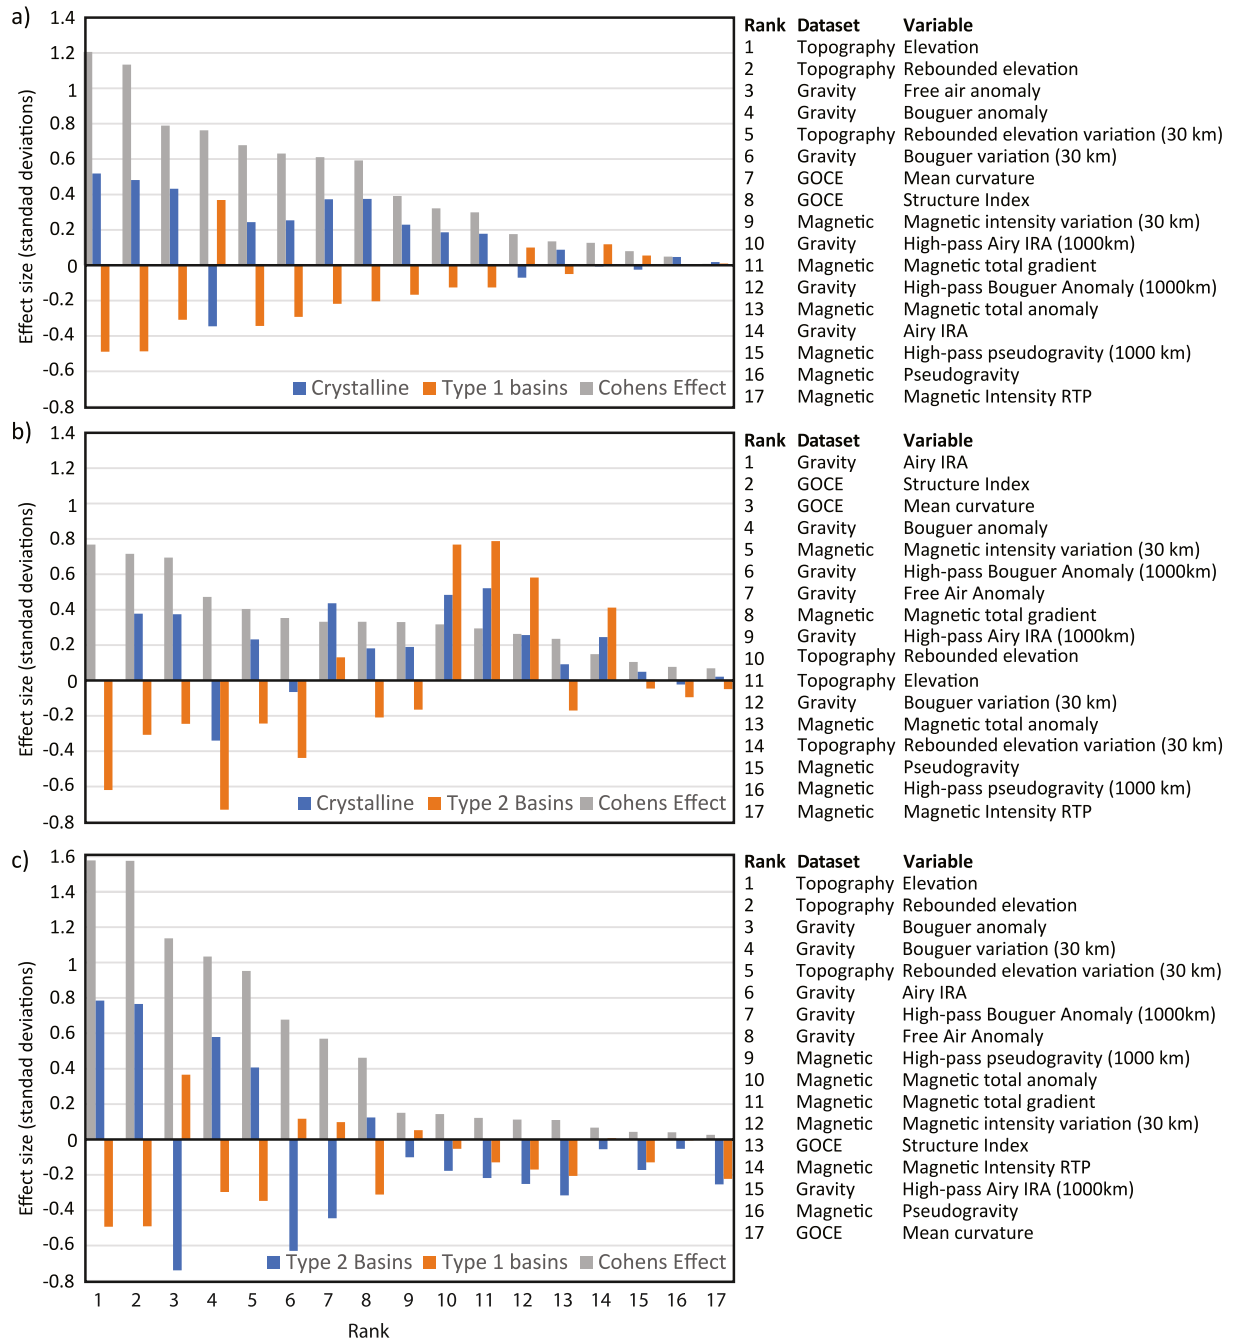 a)
Effect size (standad deviations)
1.4
1.2
1
0.8
0.6
0.4
0.2
0
-0.2
-0.4
-0.6
-0.8
Crystalline Type 1 basins Cohens Effect
Rank Dataset Variable
1 Topography Elevation
2 Topography Rebounded elevation
3 Gravity Free air anomaly
4 Gravity Bouguer anomaly
5 Topography Rebounded elevation variation (30 km)
6 Gravity Bouguer variation (30 km)
7 GOCE Mean curvature
8 GOCE Structure Index
9 Magnetic Magnetic intensity variation (30 km)
10 Gravity High-pass Airy IRA (1000km)
11 Magnetic Magnetic total gradient
12 Gravity High-pass Bouguer Anomaly (1000km)
13 Magnetic Magnetic total anomaly
14 Gravity Airy IRA
15 Magnetic High-pass pseudogravity (1000 km)
16 Magnetic Pseudogravity
17 Magnetic Magnetic Intensity RTP
b)
Effect size (standad deviations)
1.4
1.2
1
0.8
0.6
0.4
0.2
0
-0.2
-0.4
-0.6
-0.8
Crystalline Type 2 Basins Cohens Effect
Rank Dataset Variable
1 Gravity Airy IRA
2 GOCE Structure Index
3 GOCE Mean curvature
4 Gravity Bouguer anomaly
5 Magnetic Magnetic intensity variation (30 km)
6 Gravity High-pass Bouguer Anomaly (1000km)
7 Gravity Free Air Anomaly
8 Magnetic Magnetic total gradient
9 Gravity High-pass Airy IRA (1000km)
10 Topography Rebounded elevation
11 Topography Elevation
12 Gravity Bouguer variation (30 km)
13 Magnetic Magnetic total anomaly
14 Topography Rebounded elevation variation (30 km)
15 Magnetic Pseudogravity
16 Magnetic High-pass pseudogravity (1000 km)
17 Magnetic Magnetic Intensity RTP
c)
Effect size (standad deviations)
1.6
1.4
1.2
1
0.8
0.6
0.4
0.2
0
-0.2
-0.4
-0.6
-0.8
Type 2 Basins Type 1 basins Cohens Effect
1 2 3 4 5 6 7 8 9 10 11 12 13 14 15 16 17
Rank
Rank Dataset Variable
1 Topography Elevation
2 Topography Rebounded elevation
3 Gravity Bouguer anomaly
4 Gravity Bouguer variation (30 km)
5 Topography Rebounded elevation variation (30 km)
6 Gravity Airy IRA
7 Gravity High-pass Bouguer Anomaly (1000km)
8 Gravity Free Air Anomaly
9 Magnetic High-pass pseudogravity (1000 km)
10 Magnetic Magnetic total anomaly
11 Magnetic Magnetic total gradient
12 Magnetic Magnetic intensity variation (30 km)
13 GOCE Structure Index
14 Magnetic Magnetic Intensity RTP
15 Gravity High-pass Airy IRA (1000km)
16 Magnetic Pseudogravity
17 GOCE Mean curvature